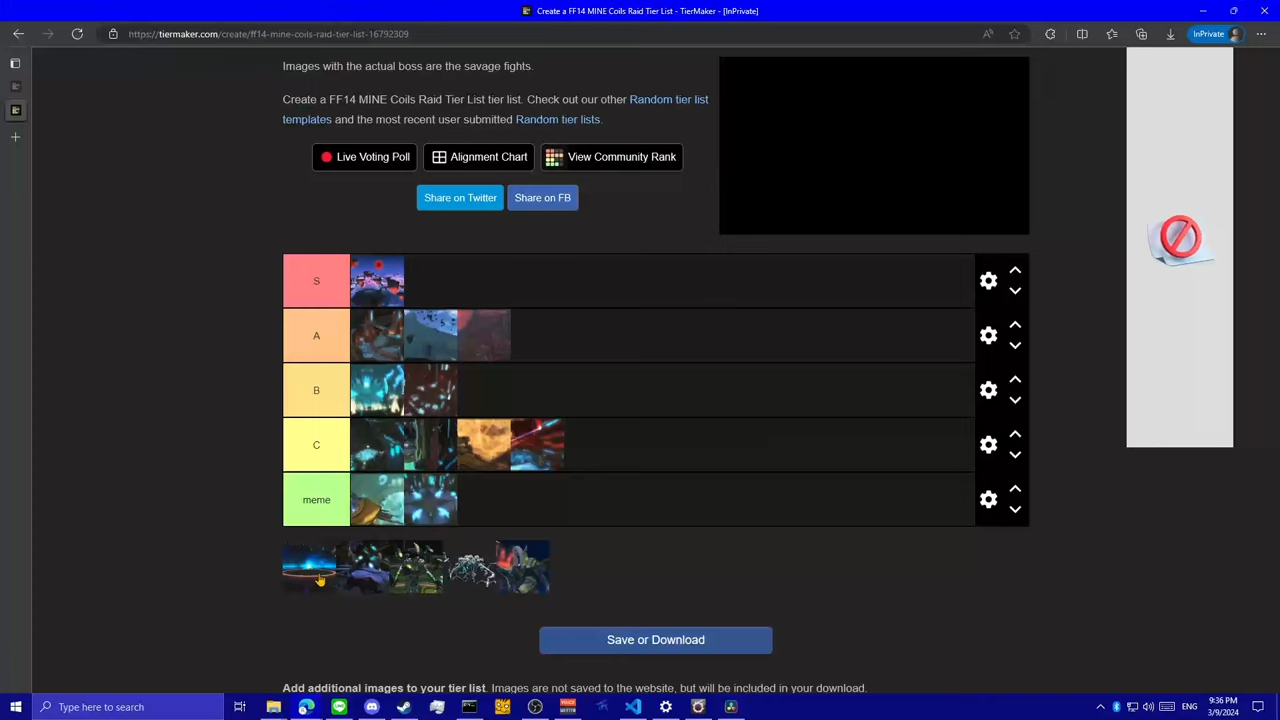 Create a FF14 MINE Coils Raid Tier List - TierMaker - [InPrivate]
https://tiermaker.com/create/ff14-mine-coils-raid-tier-list-16792309
InPrivate
Images with the actual boss are the savage fights.
Create a FF14 MINE Coils Raid Tier List tier list. Check out our other Random tier list
templates and the most recent user submitted Random tier lists.
Live Voting Poll
Alignment Chart
View Community Rank
Share on Twitter
Share on FB
S
A
B
C
meme
Save or Download
Add additional images to your tier list. Images are not saved to the website, but will be included in your download.
Type here to search
ENG
9:36 PM
3/9/2024